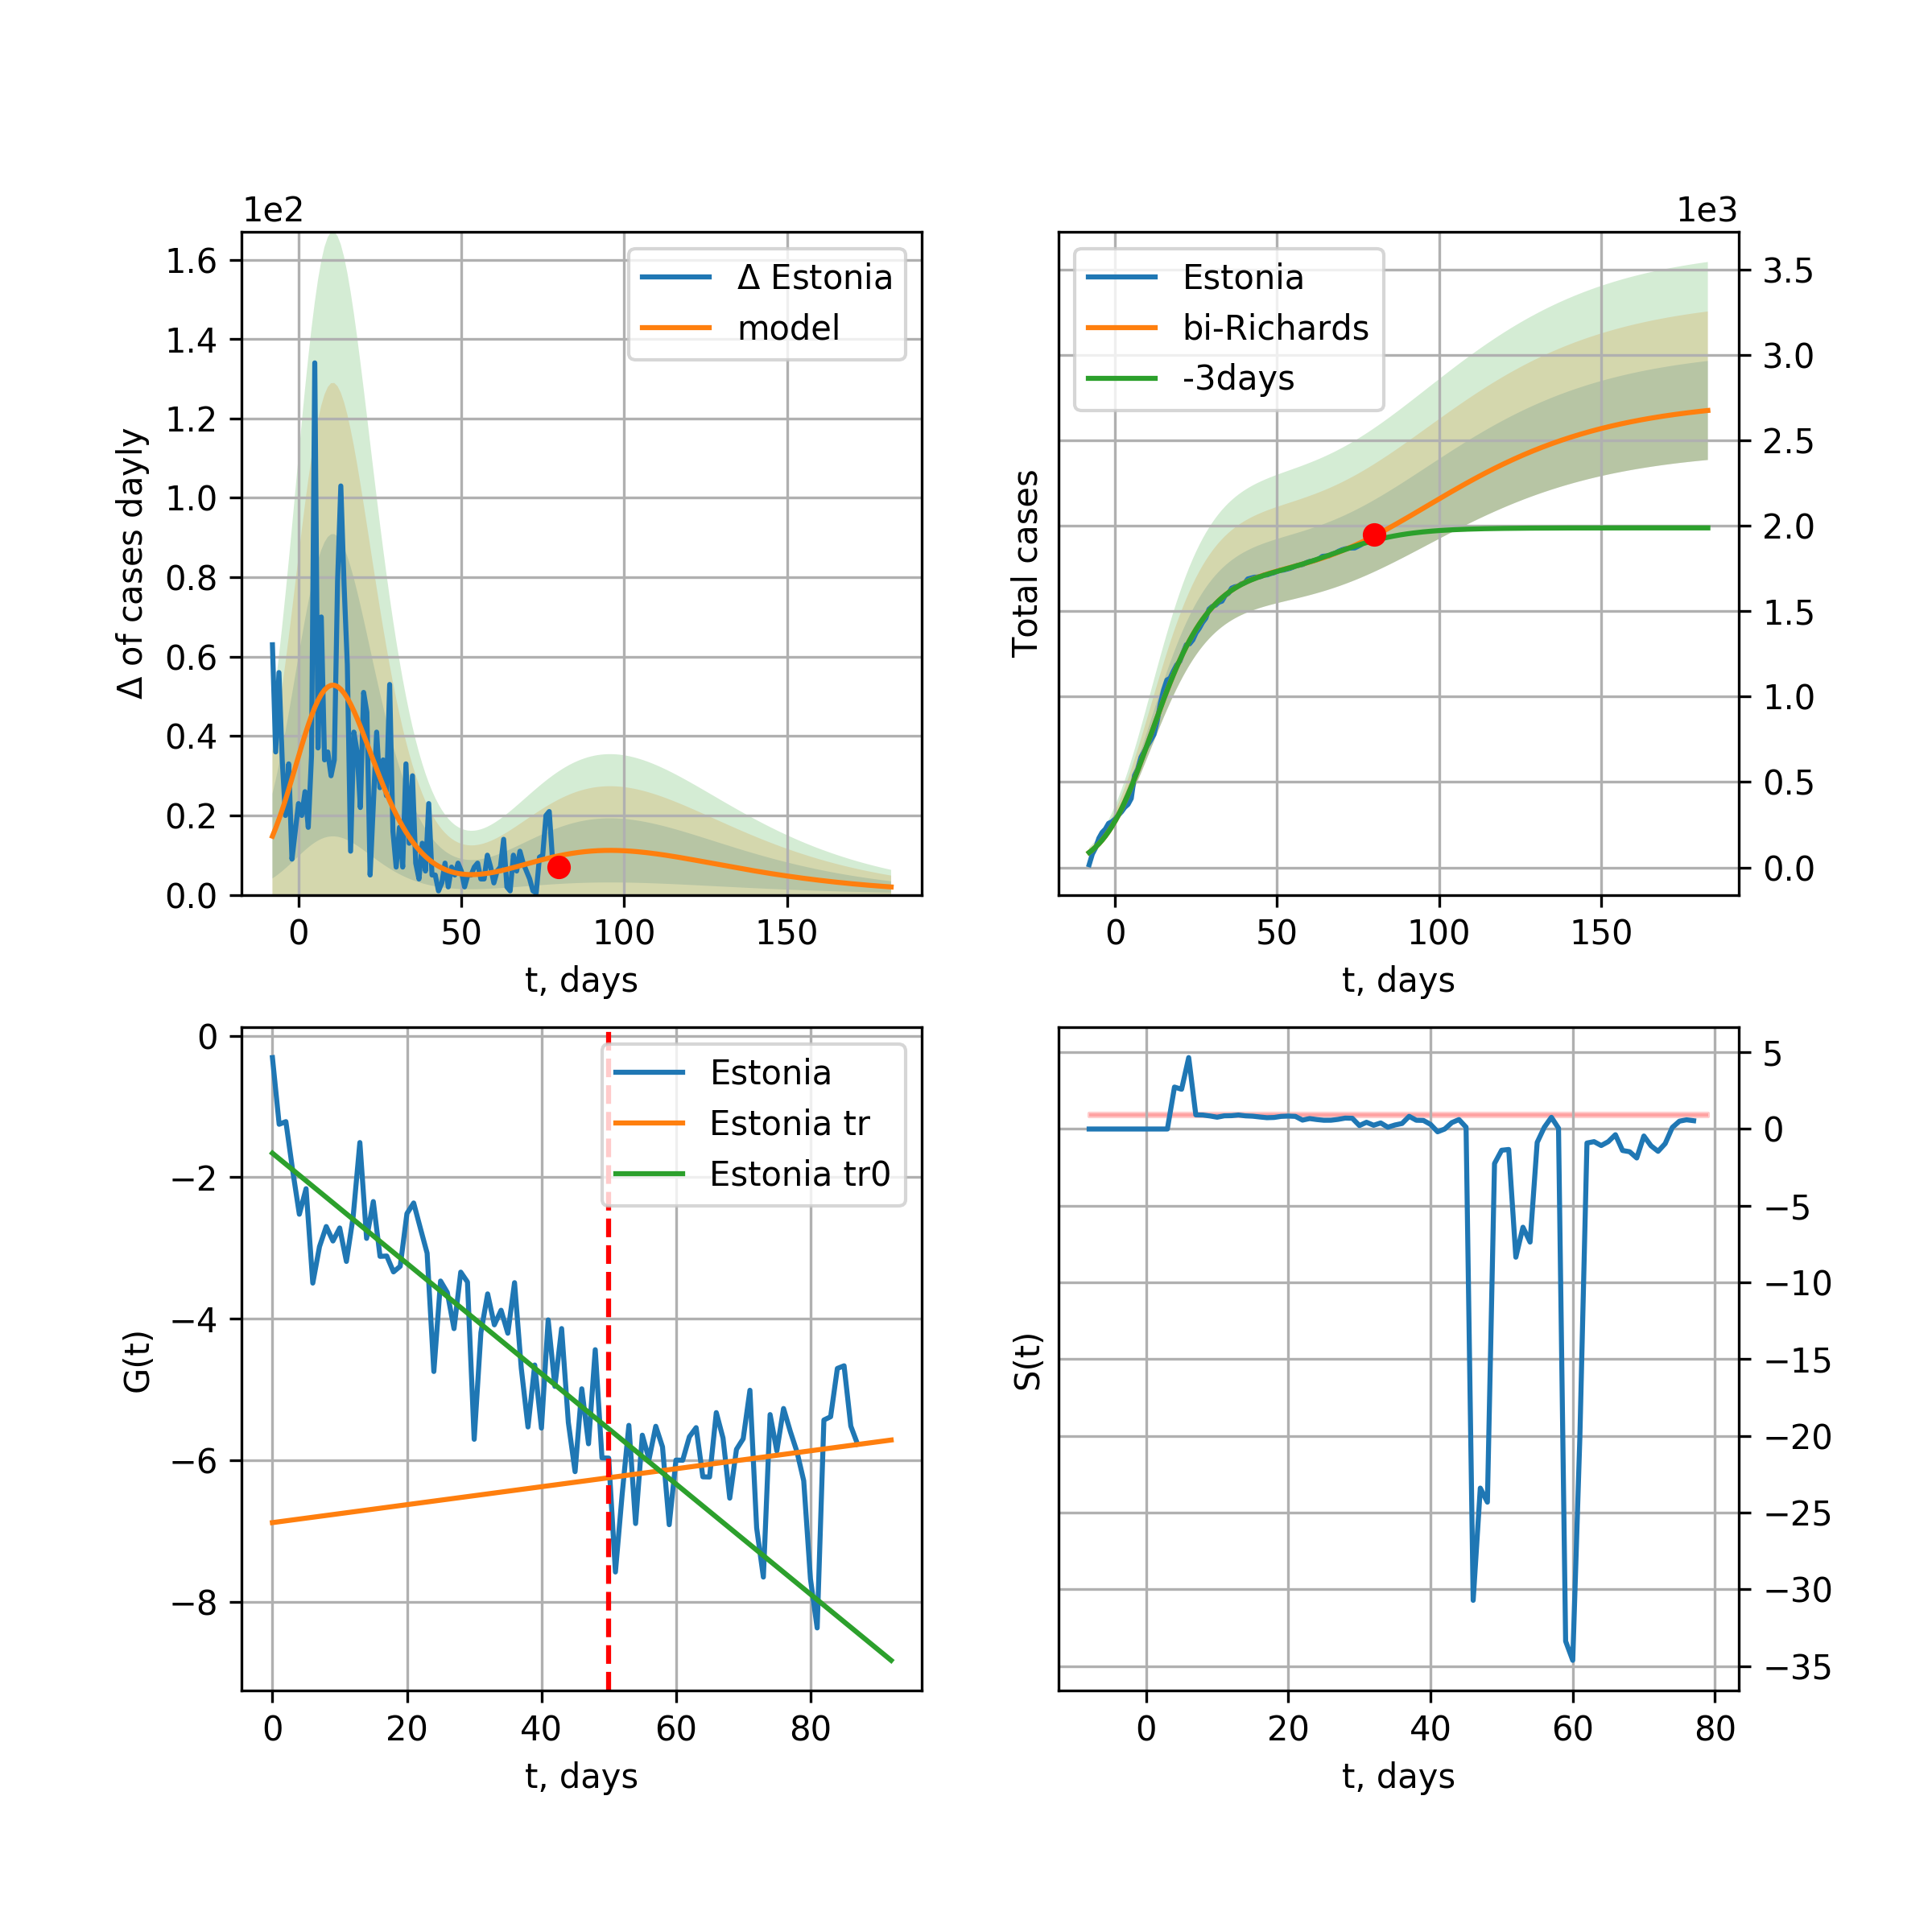 1e2
1.6
1.4
1.2
1.0
0.8
0.6
0.4
0.2
0.0
Δ of cases dayly
0 50 100 150
t, days
Δ Estonia
model
1e3
3.5
3.0
2.5
2.0
1.5
1.0
0.5
0.0
Total cases
0 50 100 150
t, days
Estonia
bi-Richards
-3days
0
−2
−4
−6
−8
G(t)
0 20 40 60 80
t, days
Estonia
Estonia tr
Estonia tr0
5
0
−5
−10
−15
−20
−25
−30
−35
S(t)
0 20 40 60 80
t, days